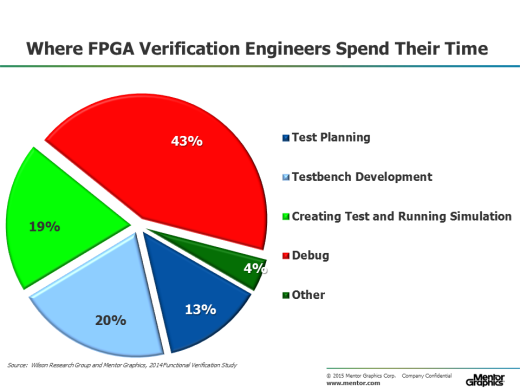 Where FPGA Verification Engineers Spend Their Time
43%
19%
20%
13%
4%
Test Planning
Testbench Development
Creating Test and Running Simulation
Debug
Other
Source: Wilson Research Group and Mentor Graphics, 2014 Functional Verification Study
© 2015 Mentor Graphics Corp. Company Confidential
www.mentor.com
Mentor
Graphics